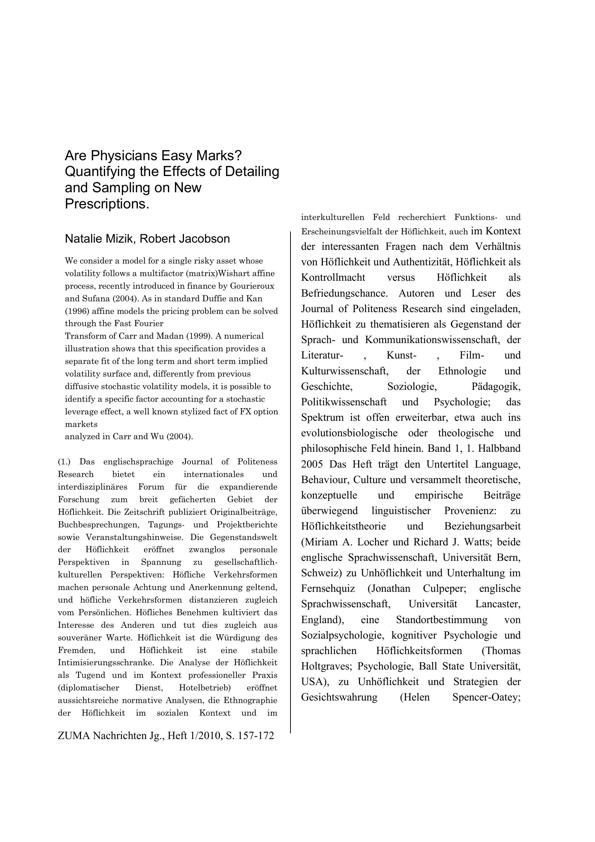 Are Physicians Easy Marks?
Quantifying the Effects of Detailing
and Sampling on New
Prescriptions.
Natalie Mizik, Robert Jacobson
We consider a model for a single risky asset whose
volatility follows a multifactor (matrix)Wishart affine
process, recently introduced in finance by Gourieroux
and Sufana (2004). As in standard Duffie and Kan
(1996) affine models the pricing problem can be solved
through the Fast Fourier
Transform of Carr and Madan (1999). A numerical
illustration shows that this specification provides a
separate fit of the long term and short term implied
volatility surface and, differently from previous
diffusive stochastic volatility models, it is possible to
identify a specific factor accounting for a stochastic
leverage effect, a well known stylized fact of FX option
markets
analyzed in Carr and Wu (2004).
(1.) Das englischsprachige Journal of Politeness
Research bietet ein internationales und
interdisziplinäres Forum für die expandierende
Forschung zum breit gefächerten Gebiet der
Höflichkeit. Die Zeitschrift publiziert Originalbeiträge,
Buchbesprechungen, Tagungs- und Projektberichte
sowie Veranstaltungshinweise. Die Gegenstandswelt
der Höflichkeit eröffnet zwanglos personale
Perspektiven in Spannung zu gesellschaftlich-
kulturellen Perspektiven: Höfliche Verkehrsformen
machen personale Achtung und Anerkennung geltend,
und höfliche Verkehrsformen distanzieren zugleich
vom Persönlichen. Höfliches Benehmen kultiviert das
Interesse des Anderen und tut dies zugleich aus
souveräner Warte. Höflichkeit ist die Würdigung des
Fremden, und Höflichkeit ist eine stabile
Intimisierungsschranke. Die Analyse der Höflichkeit
als Tugend und im Kontext professioneller Praxis
(diplomatischer Dienst, Hotelbetrieb) eröffnet
aussichtsreiche normative Analysen, die Ethnographie
der Höflichkeit im sozialen Kontext und im
ZUMA Nachrichten Jg., Heft 1/2010, S. 157-172
interkulturellen Feld recherchiert Funktions- und
Erscheinungsvielfalt der Höflichkeit, auch im Kontext
der interessanten Fragen nach dem Verhältnis
von Höflichkeit und Authentizität, Höflichkeit als
Kontrollmacht versus Höflichkeit als
Befriedungschance. Autoren und Leser des
Journal of Politeness Research sind eingeladen,
Höflichkeit zu thematisieren als Gegenstand der
Sprach- und Kommunikationswissenschaft, der
Literatur- , Kunst- , Film- und
Kulturwissenschaft, der Ethnologie und
Geschichte, Soziologie, Pädagogik,
Politikwissenschaft und Psychologie; das
Spektrum ist offen erweiterbar, etwa auch ins
evolutionsbiologische oder theologische und
philosophische Feld hinein. Band 1, 1. Halbband
2005 Das Heft trägt den Untertitel Language,
Behaviour, Culture und versammelt theoretische,
konzeptuelle und empirische Beiträge
überwiegend linguistischer Provenienz: zu
Höflichkeitstheorie und Beziehungsarbeit
(Miriam A. Locher und Richard J. Watts; beide
englische Sprachwissenschaft, Universität Bern,
Schweiz) zu Unhöflichkeit und Unterhaltung im
Fernsehquiz (Jonathan Culpeper; englische
Sprachwissenschaft, Universität Lancaster,
England), eine Standortbestimmung von
Sozialpsychologie, kognitiver Psychologie und
sprachlichen Höflichkeitsformen (Thomas
Holtgraves; Psychologie, Ball State Universität,
USA), zu Unhöflichkeit und Strategien der
Gesichtswahrung (Helen Spencer-Oatey;